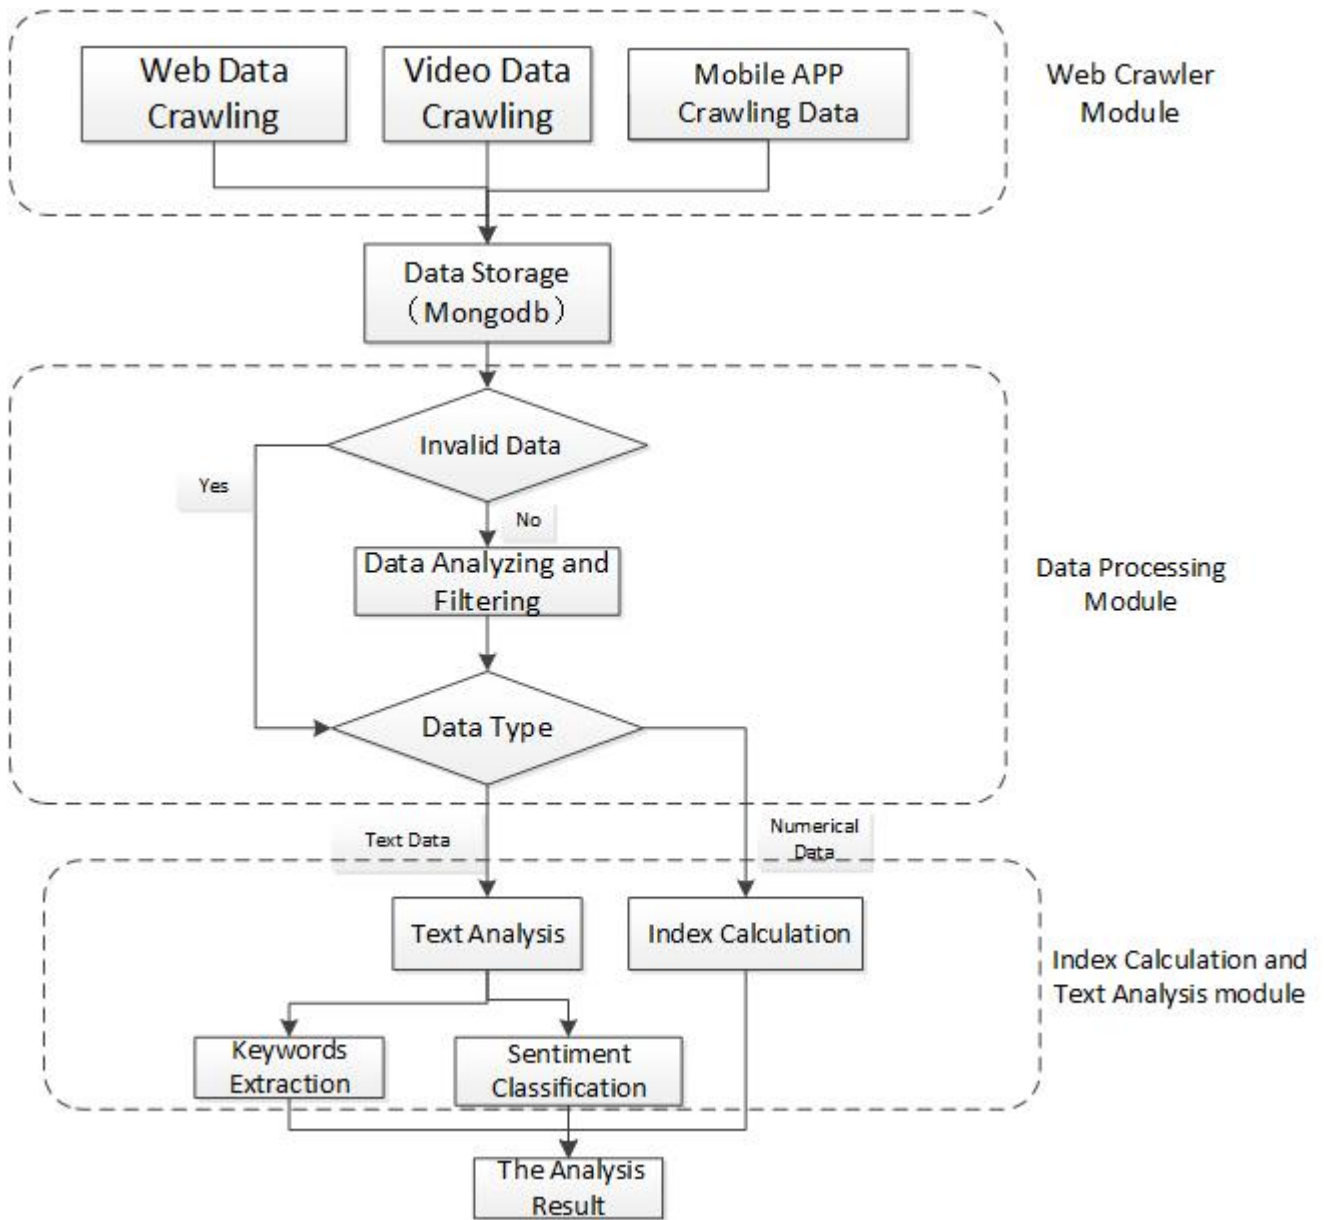 Web Data
Crawling
Video Data
Crawling
Mobile APP
Crawling Data
Web Crawler
Module
Data Storage
（Mongodb）
Invalid Data
Yes
No
Data Analyzing and
Filtering
Data Processing
Module
Data Type
Text Data
Numerical
Data
Text Analysis
Index Calculation
Index Calculation and
Text Analysis module
Keywords
Extraction
Sentiment
Classification
The Analysis
Result